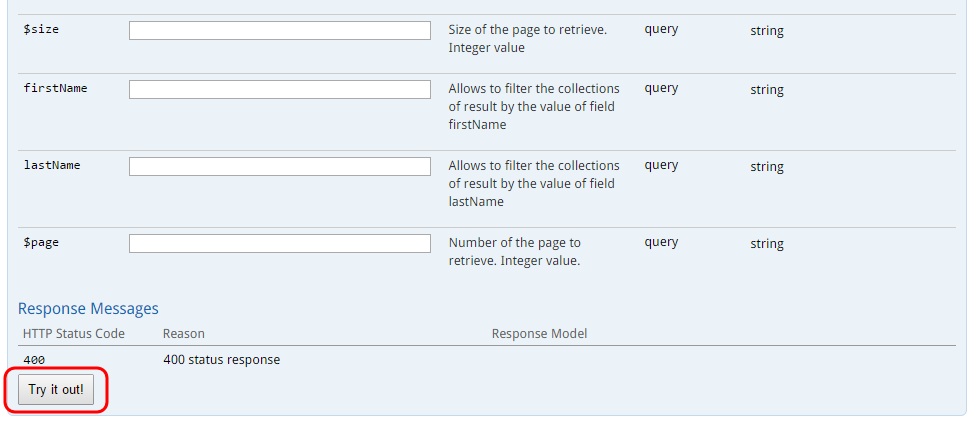 $size Size of the page to retrieve. query string
Integer value
firstName Allows to filter the collections query string
of result by the value of field
firstName
lastName Allows to filter the collections query string
of result by the value of field
lastName
$page Number of the page to query string
retrieve. Integer value.
Response Messages
HTTP Status Code Reason Response Model
400 400 status response
Try it out!